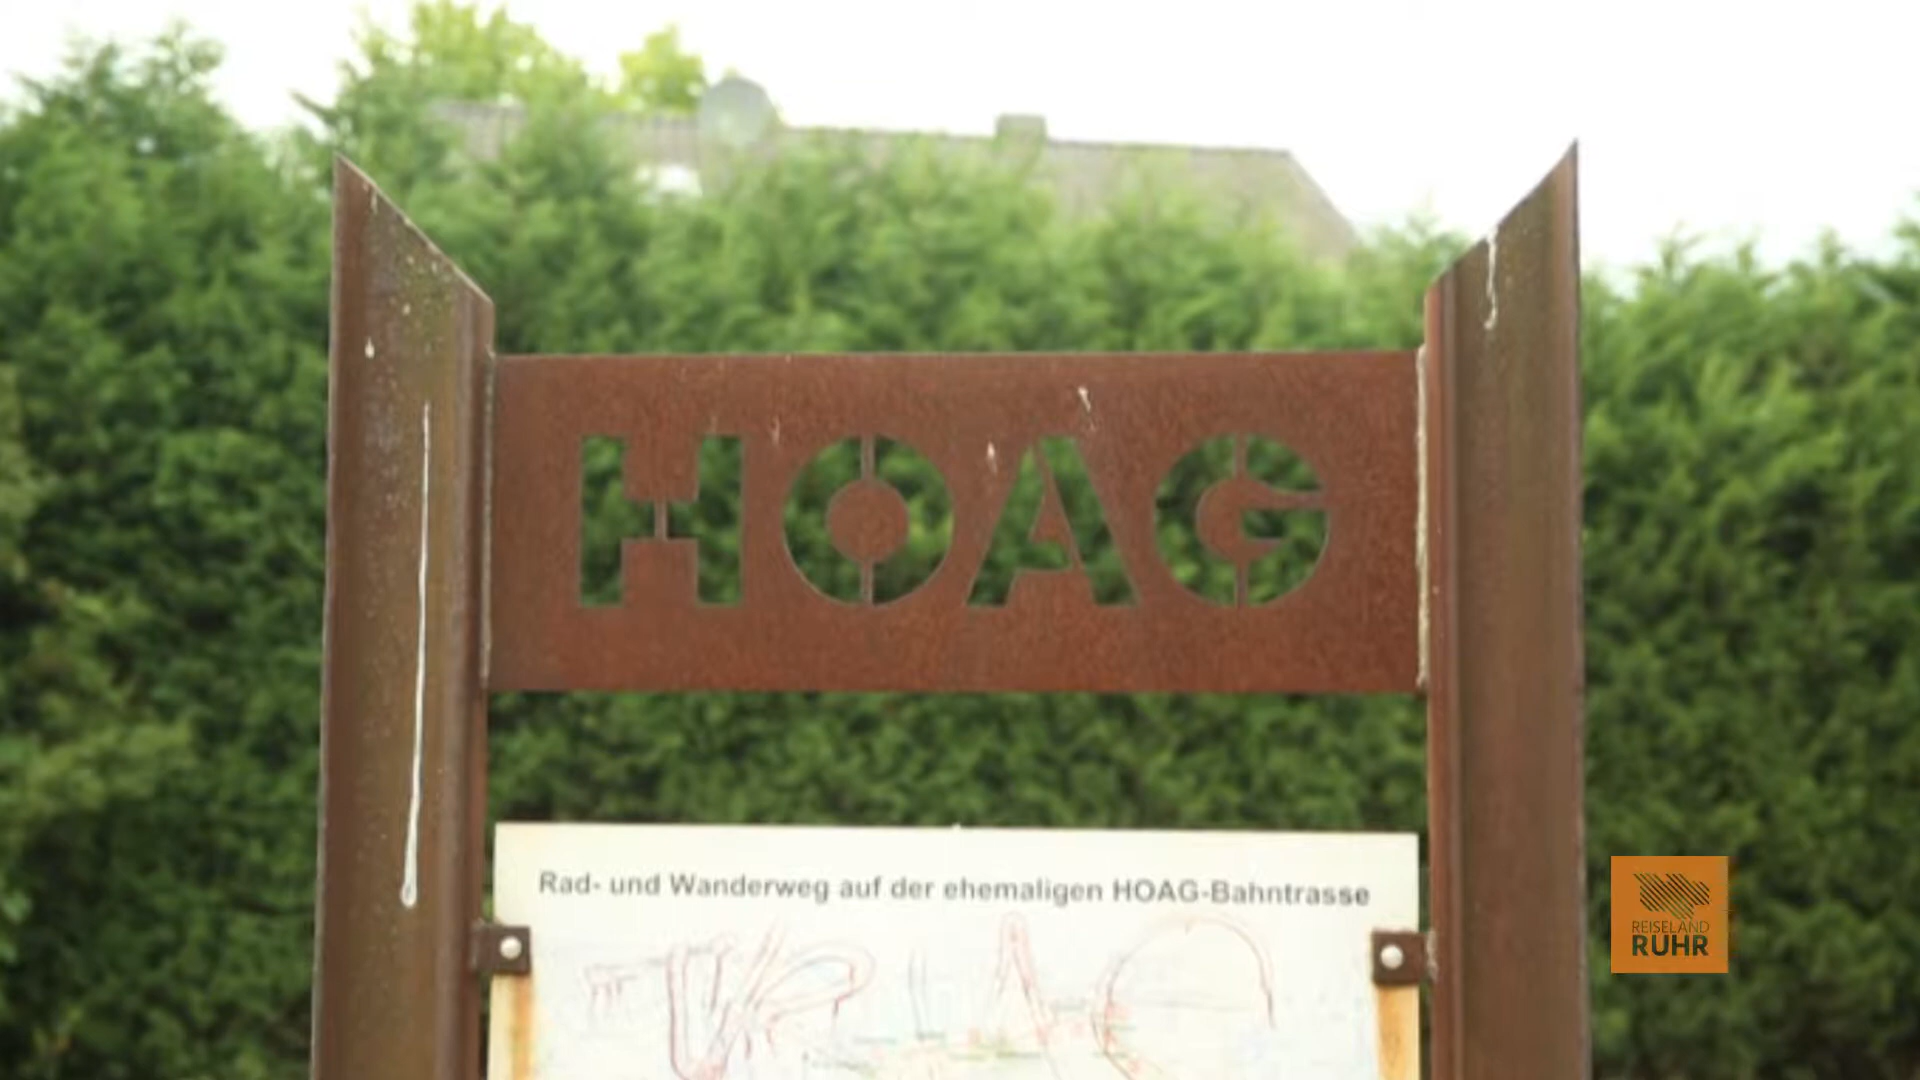 HOAG
Rad- und Wanderweg auf der ehemaligen HOAG-Bahntrasse
REISELAND
RUHR